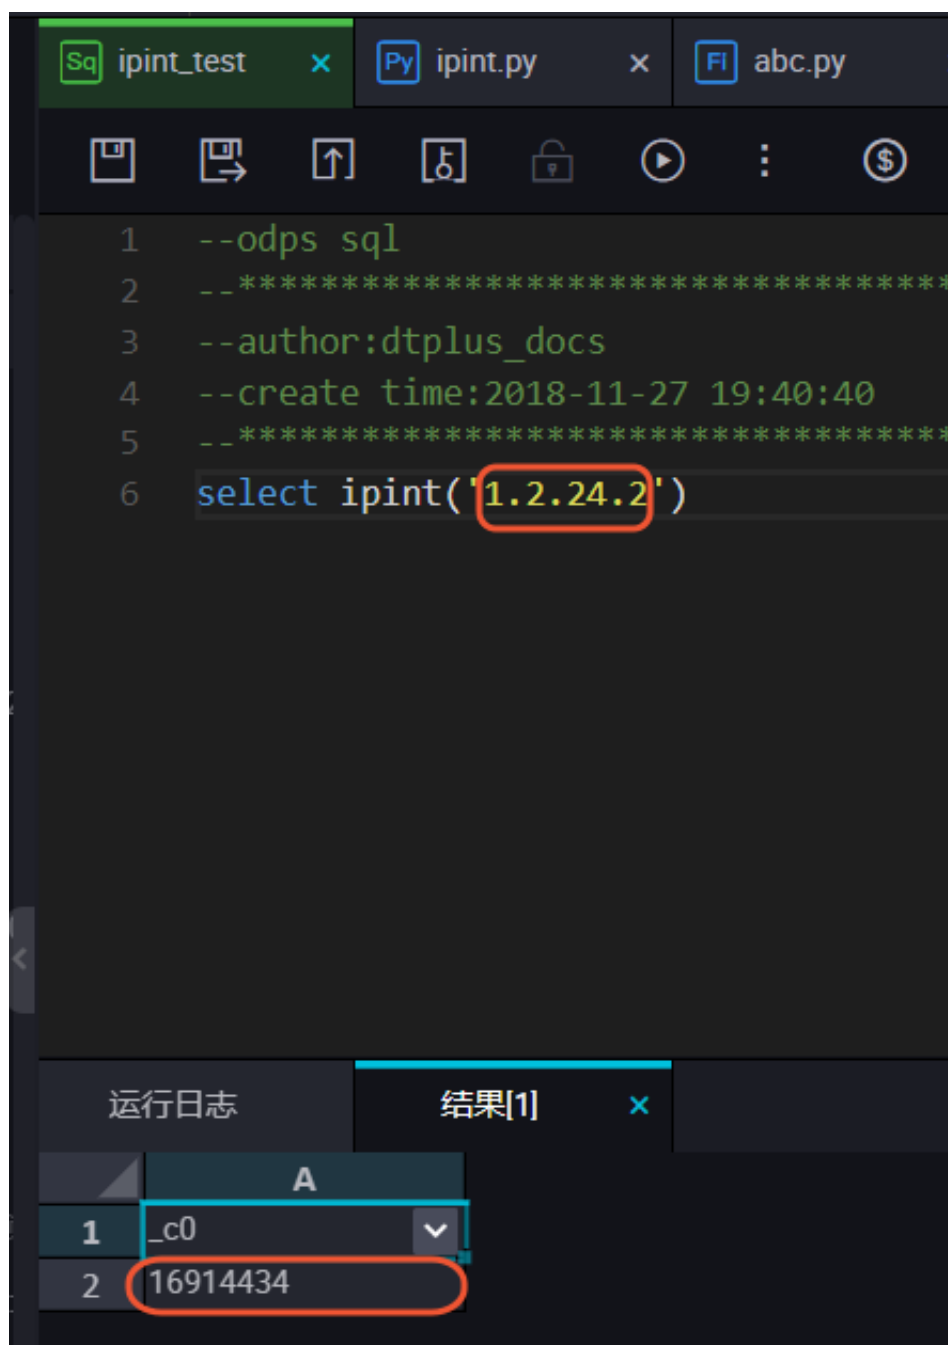 Sq ipint_test × Py ipint.py × FI abc.py
1 --odps sql
2 --***********************************
3 --author:dtplus_docs
4 --create time:2018-11-27 19:40:40
5 --***********************************
6 select ipint('1.2.24.2')
运行日志 结果[1] ×
A
1 _c0
2 16914434